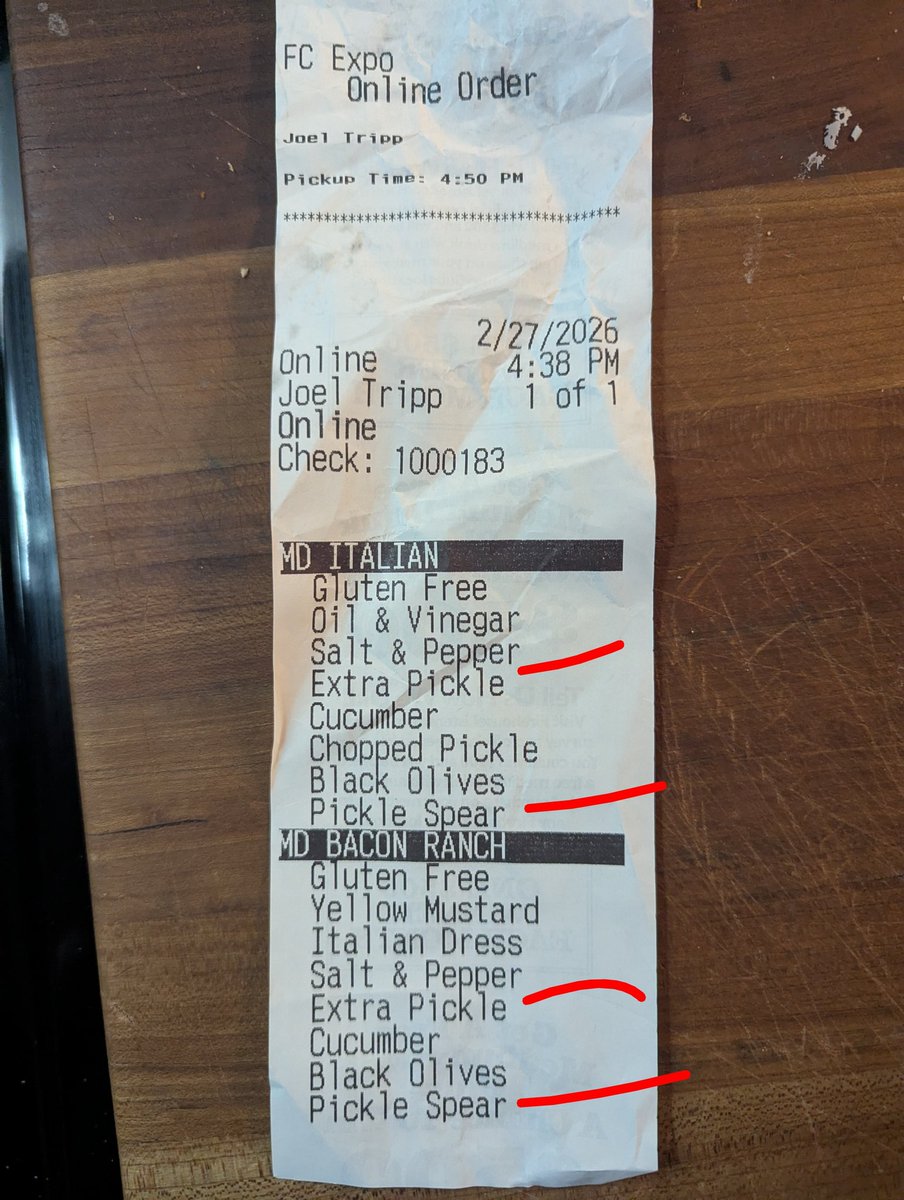 FC Expo
Online Order
Joel Tripp
Pickup Time: 4:50 PM
****************************************
2/27/2026
Online 4:38 PM
Joel Tripp 1 of 1
Online
Check: 1000183
MD ITALIAN
Gluten Free
Oil & Vinegar
Salt & Pepper
Extra Pickle
Cucumber
Chopped Pickle
Black Olives
Pickle Spear
MD BACON RANCH
Gluten Free
Yellow Mustard
Italian Dress
Salt & Pepper
Extra Pickle
Cucumber
Black Olives
Pickle Spear